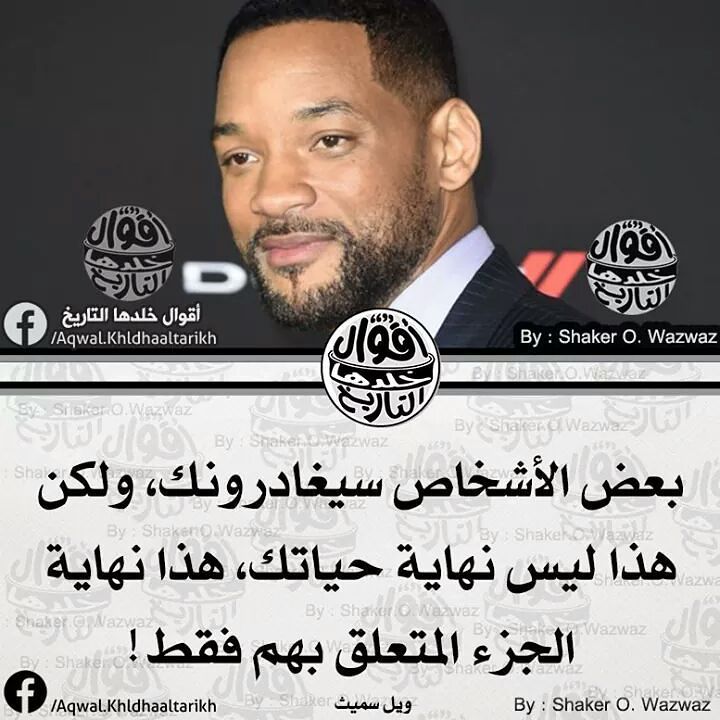 أقوال خلدها التاريخ
أقوال خلدها التاريخ
أقوال خلدها التاريخ
/Aqwal.Khldhaaltarikh
By : Shaker O. Wazwaz
أقوال خلدها التاريخ
بعض الأشخاص سيغادرونك، ولكن
هذا ليس نهاية حياتك، هذا نهاية
الجزء المتعلق بهم فقط!
/Aqwal.Khldhaaltarikh
ويل سميث
By : Shaker O. Wazwaz